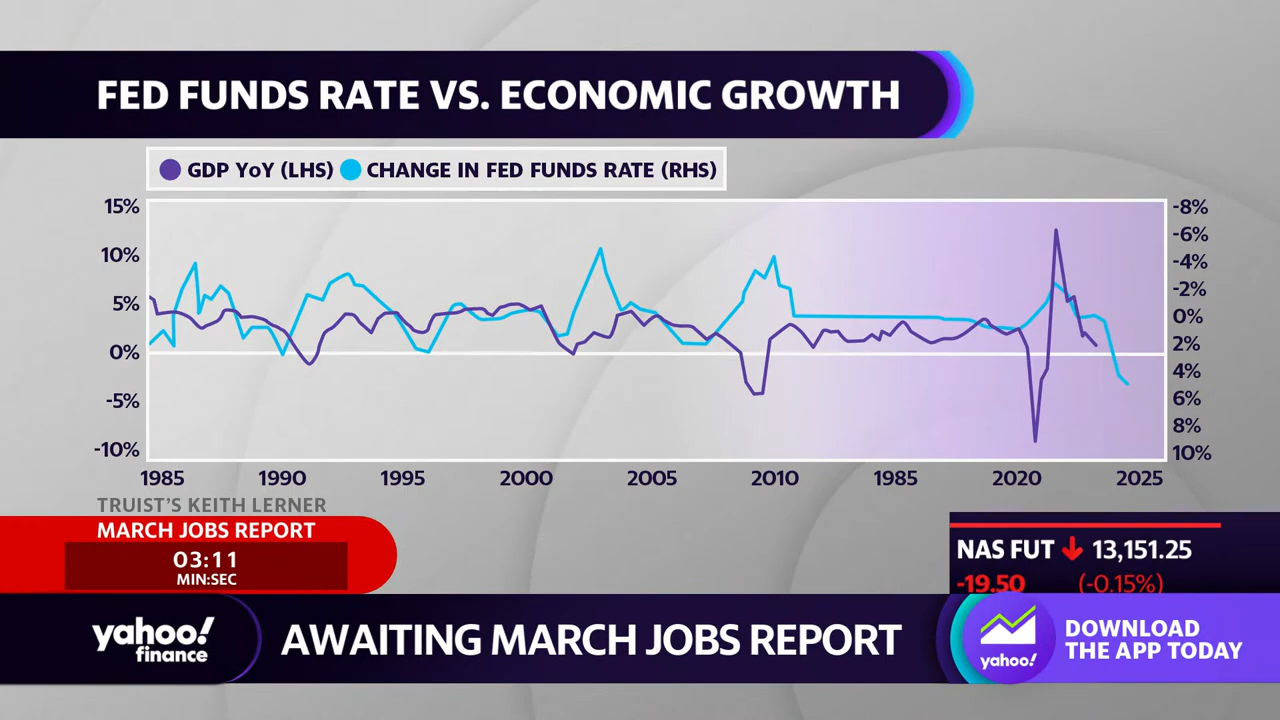 FED FUNDS RATE VS. ECONOMIC GROWTH
GDP YoY (LHS) CHANGE IN FED FUNDS RATE (RHS)
15%
10%
5%
0%
-5%
-10%
-8%
-6%
-4%
-2%
0%
2%
4%
6%
8%
10%
1985 1990 1995 2000 2005 2010 1985 2020 2025
TRUIST'S KEITH LERNER
MARCH JOBS REPORT
03:11
MIN:SEC
NAS FUT 13,151.25
-19.50 (-0.15%)
yahoo!
finance
AWAITING MARCH JOBS REPORT
yahoo!
DOWNLOAD
THE APP TODAY